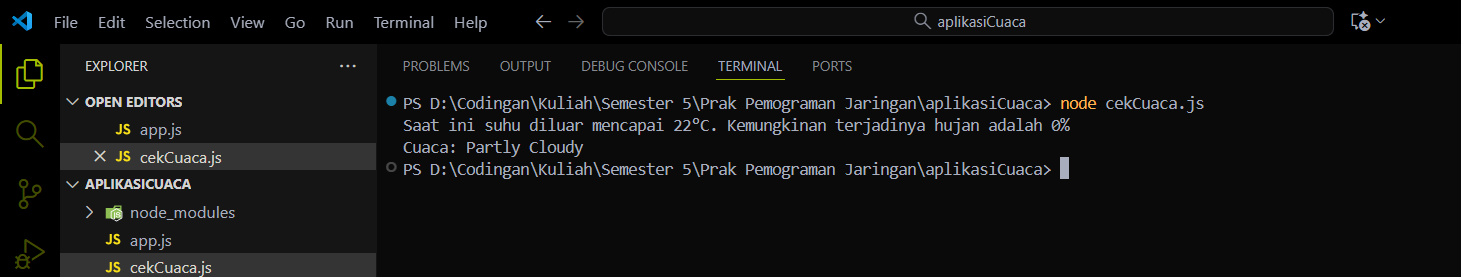 File Edit Selection View Go Run Terminal Help
aplikasiCuaca
EXPLORER
OPEN EDITORS
JS app.js
JS cekCuaca.js
APLIKASICUACA
node_modules
JS app.js
JS cekCuaca.js
PROBLEMS OUTPUT DEBUG CONSOLE TERMINAL PORTS
PS D:\Codingan\Kuliah\Semester 5\Prak Pemograman Jaringan\aplikasiCuaca> node cekCuaca.js
Saat ini suhu diluar mencapai 22°C. Kemungkinan terjadinya hujan adalah 0%
Cuaca: Partly Cloudy
PS D:\Codingan\Kuliah\Semester 5\Prak Pemograman Jaringan\aplikasiCuaca>